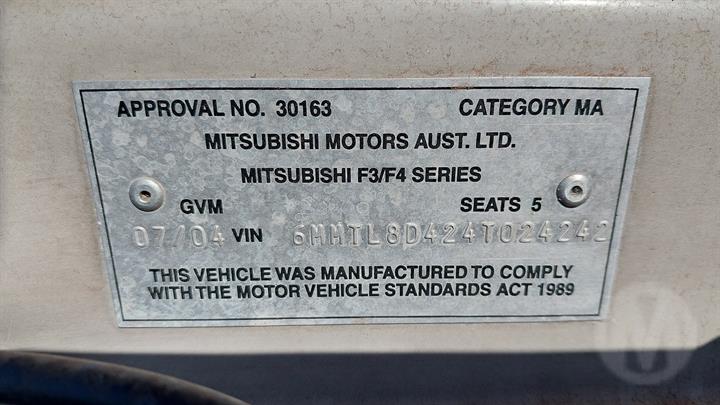 APPROVAL NO. 30163 CATEGORY MA
MITSUBISHI MOTORS AUST. LTD.
MITSUBISHI F3/F4 SERIES
GVM SEATS 5
07/04 VIN 6MMTL8D424T024242
THIS VEHICLE WAS MANUFACTURED TO COMPLY
WITH THE MOTOR VEHICLE STANDARDS ACT 1989
M